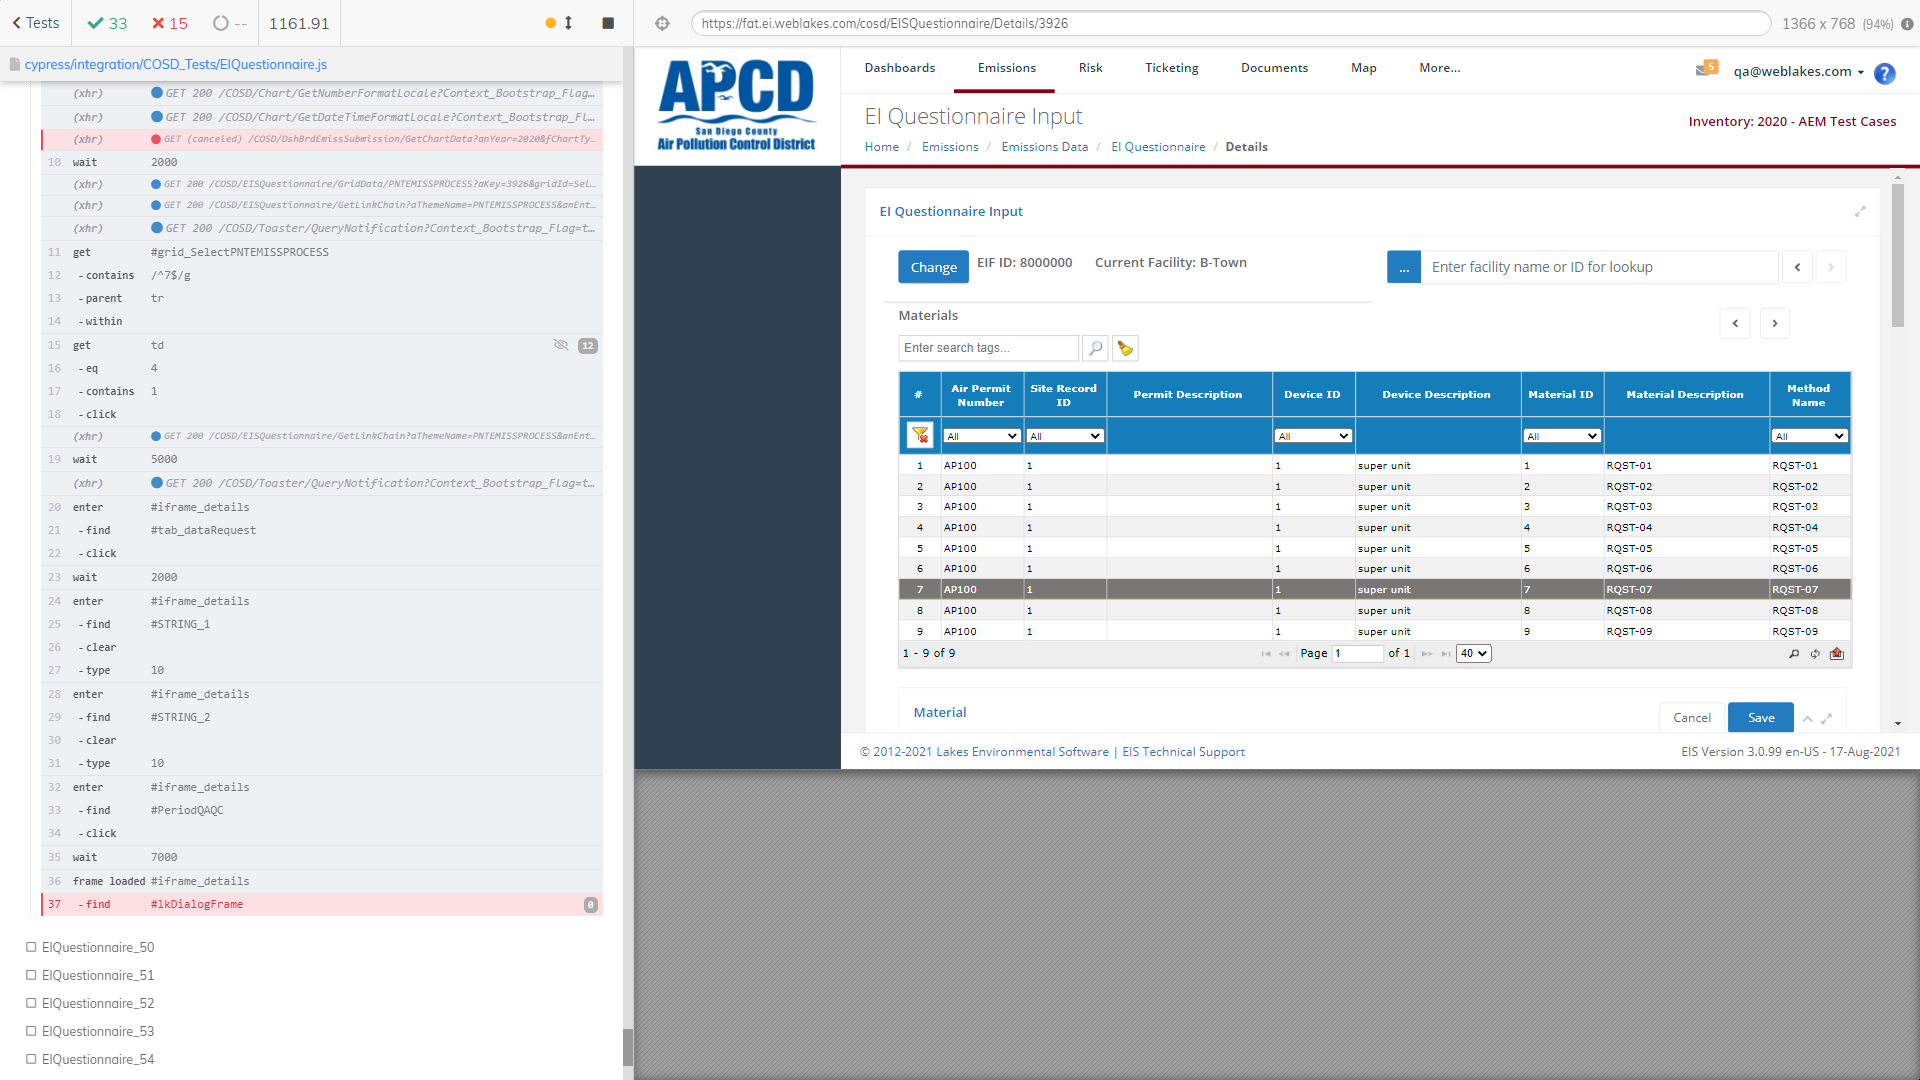 Tests
33
15
--
1161.91
https://fat.ei.weblakes.com/cosd/EISQuestionnaire/Details/3926
1366 x 768 (94%)
cypress/integration/COSD_Tests/EIQuestionnaire.js
(xhr) GET 200 /COSD/Chart/GetNumberFormatLocale?Context_Bootstrap_Flag…
(xhr) GET 200 /COSD/Chart/GetDateTimeFormatLocale?Context_Bootstrap_Fl…
(xhr) GET (canceled) /COSD/DshBrdEmissSubmission/GetChartData?anYear=2020&fChartTy…
10 wait 2000
(xhr) GET 200 /COSD/EISQuestionnaire/GridData/PNTEMISSPROCESS?aKey=3926&gridId=Sel…
(xhr) GET 200 /COSD/EISQuestionnaire/GetLinkChain?aThemeName=PNTEMISSPROCESS&anEnt…
(xhr) GET 200 /COSD/Toaster/QueryNotification?Context_Bootstrap_Flag=t…
11 get #grid_SelectPNTEMISSPROCESS
12 -contains /^7$/g
13 -parent tr
14 -within
15 get td 12
16 -eq 4
17 -contains 1
18 -click
(xhr) GET 200 /COSD/EISQuestionnaire/GetLinkChain?aThemeName=PNTEMISSPROCESS&anEnt…
19 wait 5000
(xhr) GET 200 /COSD/Toaster/QueryNotification?Context_Bootstrap_Flag=t…
20 enter #iframe_details
21 -find #tab_dataRequest
22 -click
23 wait 2000
24 enter #iframe_details
25 -find #STRING_1
26 -clear
27 -type 10
28 enter #iframe_details
29 -find #STRING_2
30 -clear
31 -type 10
32 enter #iframe_details
33 -find #PeriodQAQC
34 -click
35 wait 7000
36 frame loaded #iframe_details
37 -find #lkDialogFrame 0
EIQuestionnaire_50
EIQuestionnaire_51
EIQuestionnaire_52
EIQuestionnaire_53
EIQuestionnaire_54
APCD
San Diego County
Air Pollution Control District
Dashboards Emissions Risk Ticketing Documents Map More...
5
qa@weblakes.com
?
EI Questionnaire Input
Inventory: 2020 - AEM Test Cases
Home / Emissions / Emissions Data / EI Questionnaire / Details
EI Questionnaire Input
Change EIF ID: 8000000 Current Facility: B-Town
... Enter facility name or ID for lookup
Materials
Enter search tags...
# Air Permit Number Site Record ID Permit Description Device ID Device Description Material ID Material Description Method Name
All All All All All
1 AP100 1 1 super unit 1 RQST-01 RQST-01
2 AP100 1 1 super unit 2 RQST-02 RQST-02
3 AP100 1 1 super unit 3 RQST-03 RQST-03
4 AP100 1 1 super unit 4 RQST-04 RQST-04
5 AP100 1 1 super unit 5 RQST-05 RQST-05
6 AP100 1 1 super unit 6 RQST-06 RQST-06
7 AP100 1 1 super unit 7 RQST-07 RQST-07
8 AP100 1 1 super unit 8 RQST-08 RQST-08
9 AP100 1 1 super unit 9 RQST-09 RQST-09
1 - 9 of 9 Page 1 of 1 40
Material
Cancel Save
© 2012-2021 Lakes Environmental Software | EIS Technical Support
EIS Version 3.0.99 en-US - 17-Aug-2021